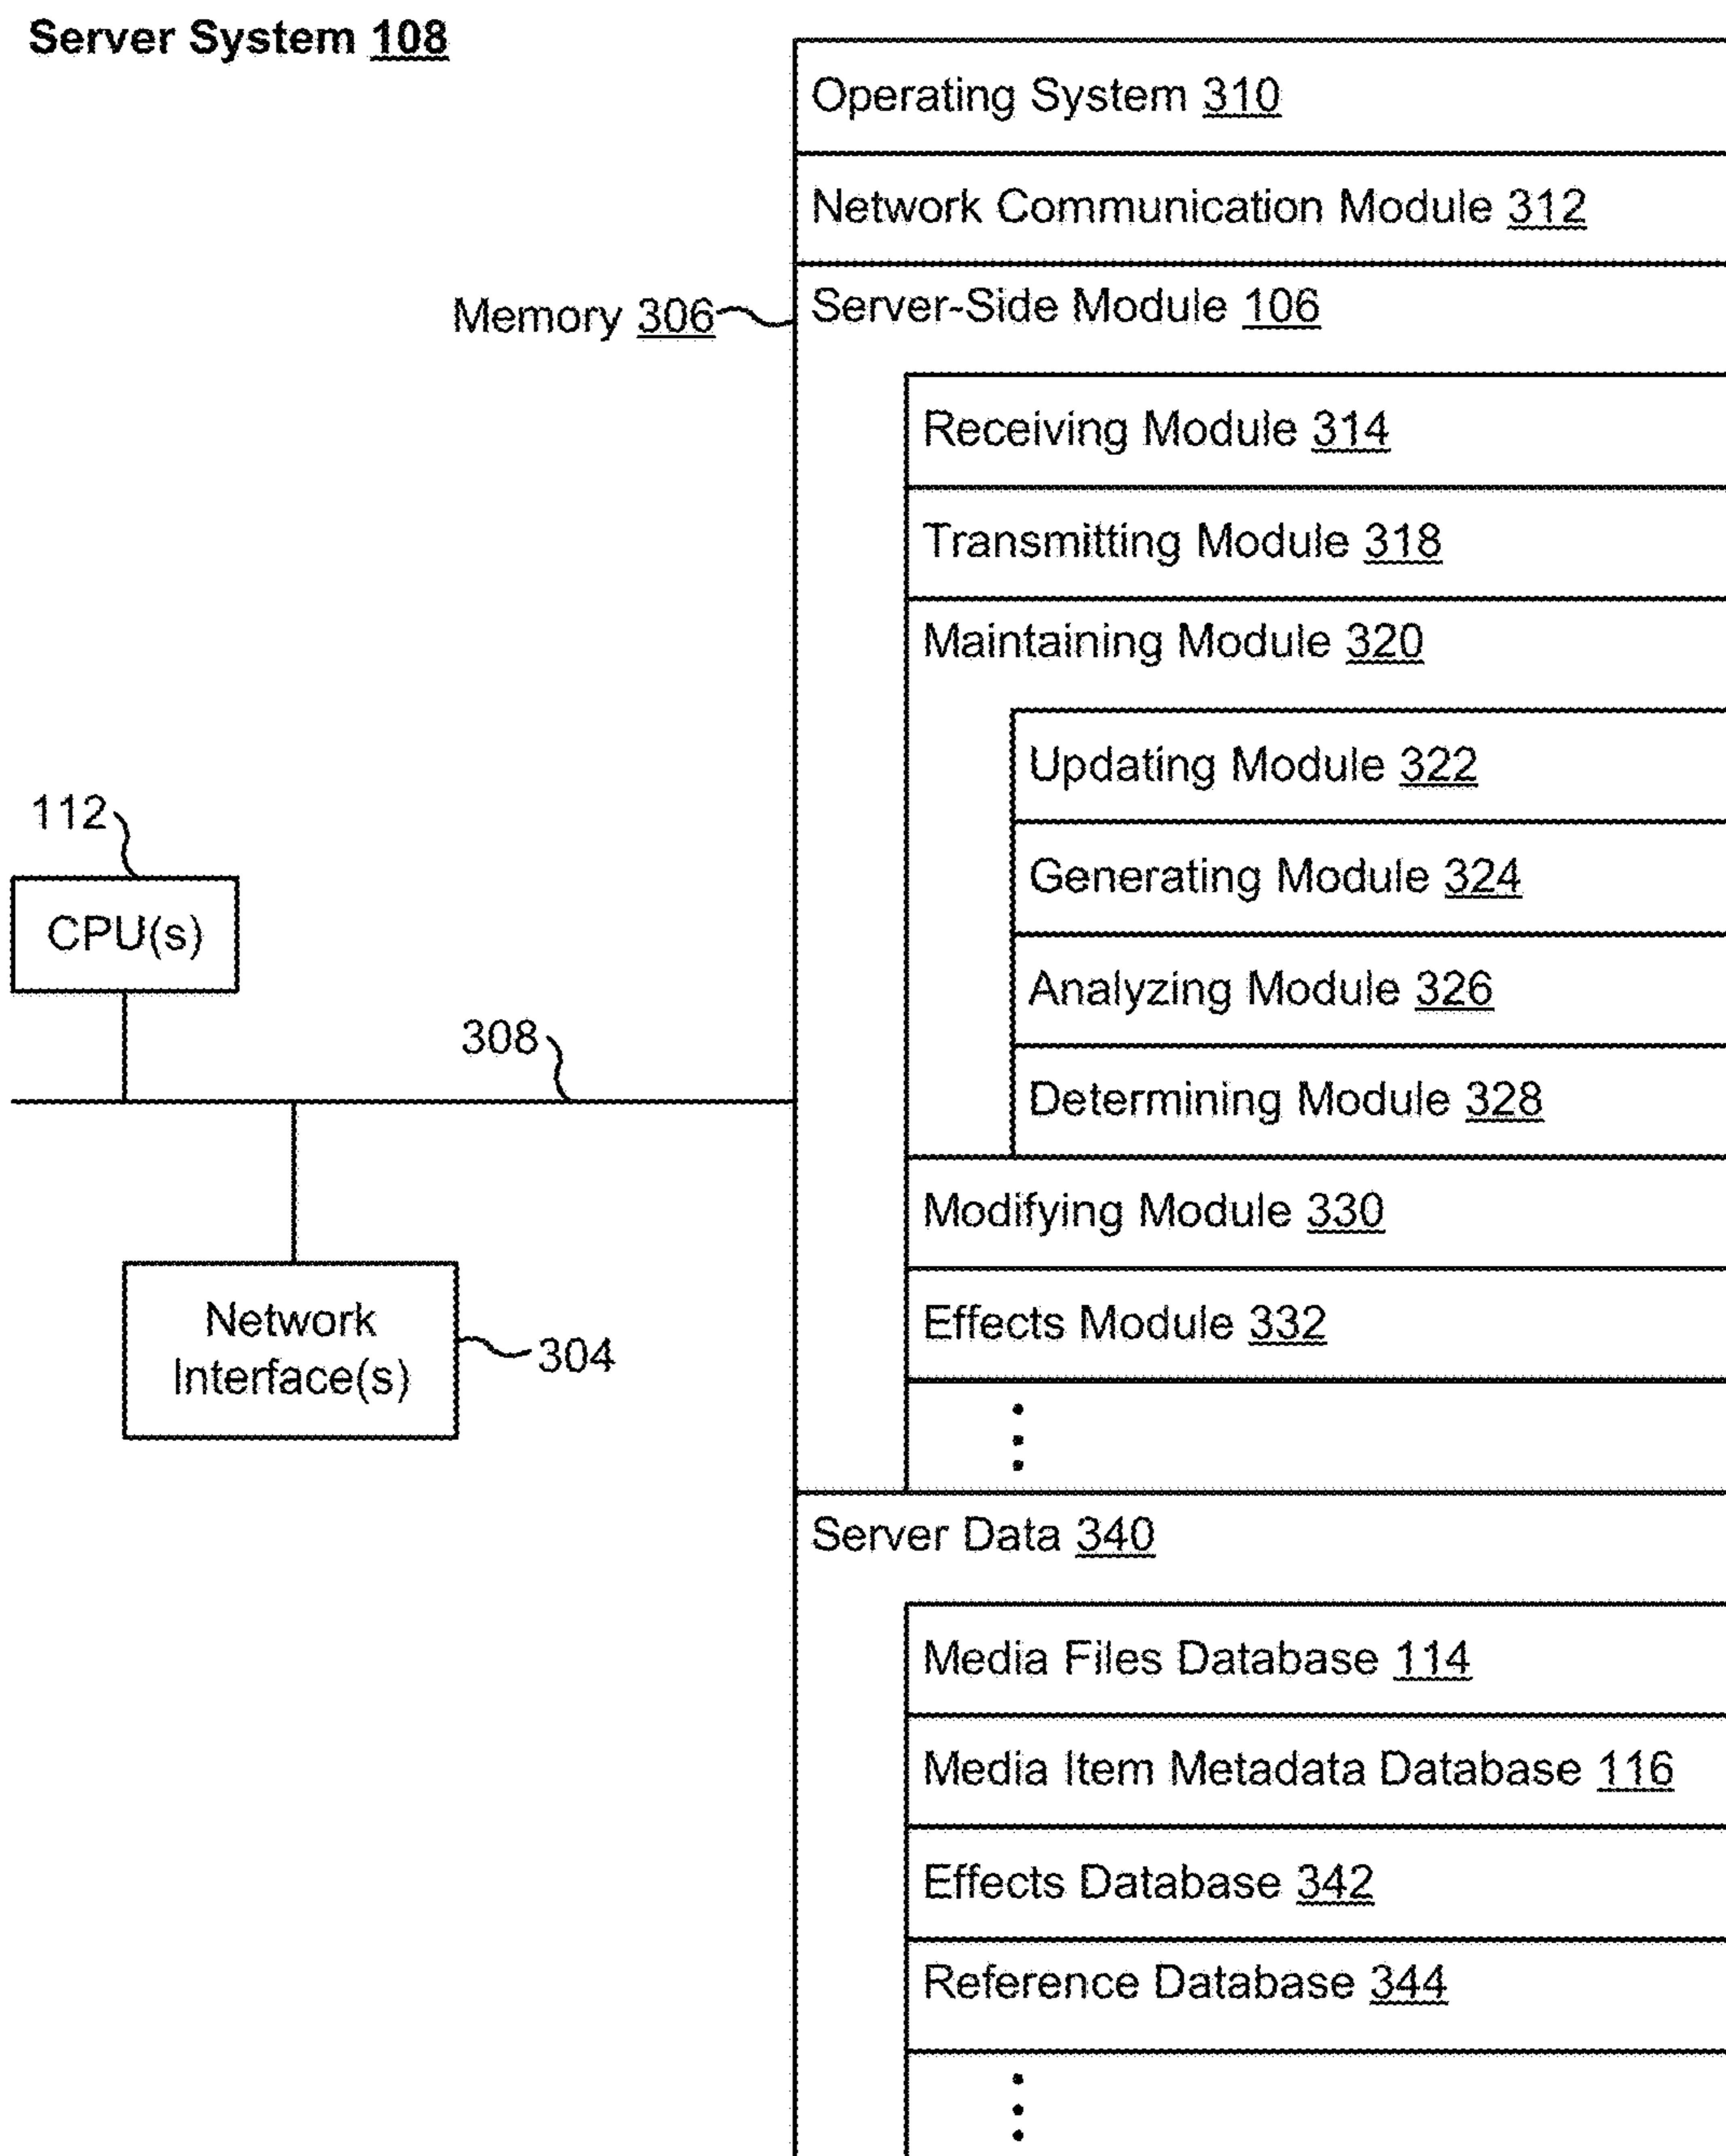 Server System 108
Operating System 310
Network Communication Module 312
Memory 306
Server-Side Module 106
Receiving Module 314
Transmitting Module 318
Maintaining Module 320
Updating Module 322
Generating Module 324
Analyzing Module 326
Determining Module 328
Modifying Module 330
Effects Module 332
112
CPU(s)
308
Network
Interface(s)
304
Server Data 340
Media Files Database 114
Media Item Metadata Database 116
Effects Database 342
Reference Database 344